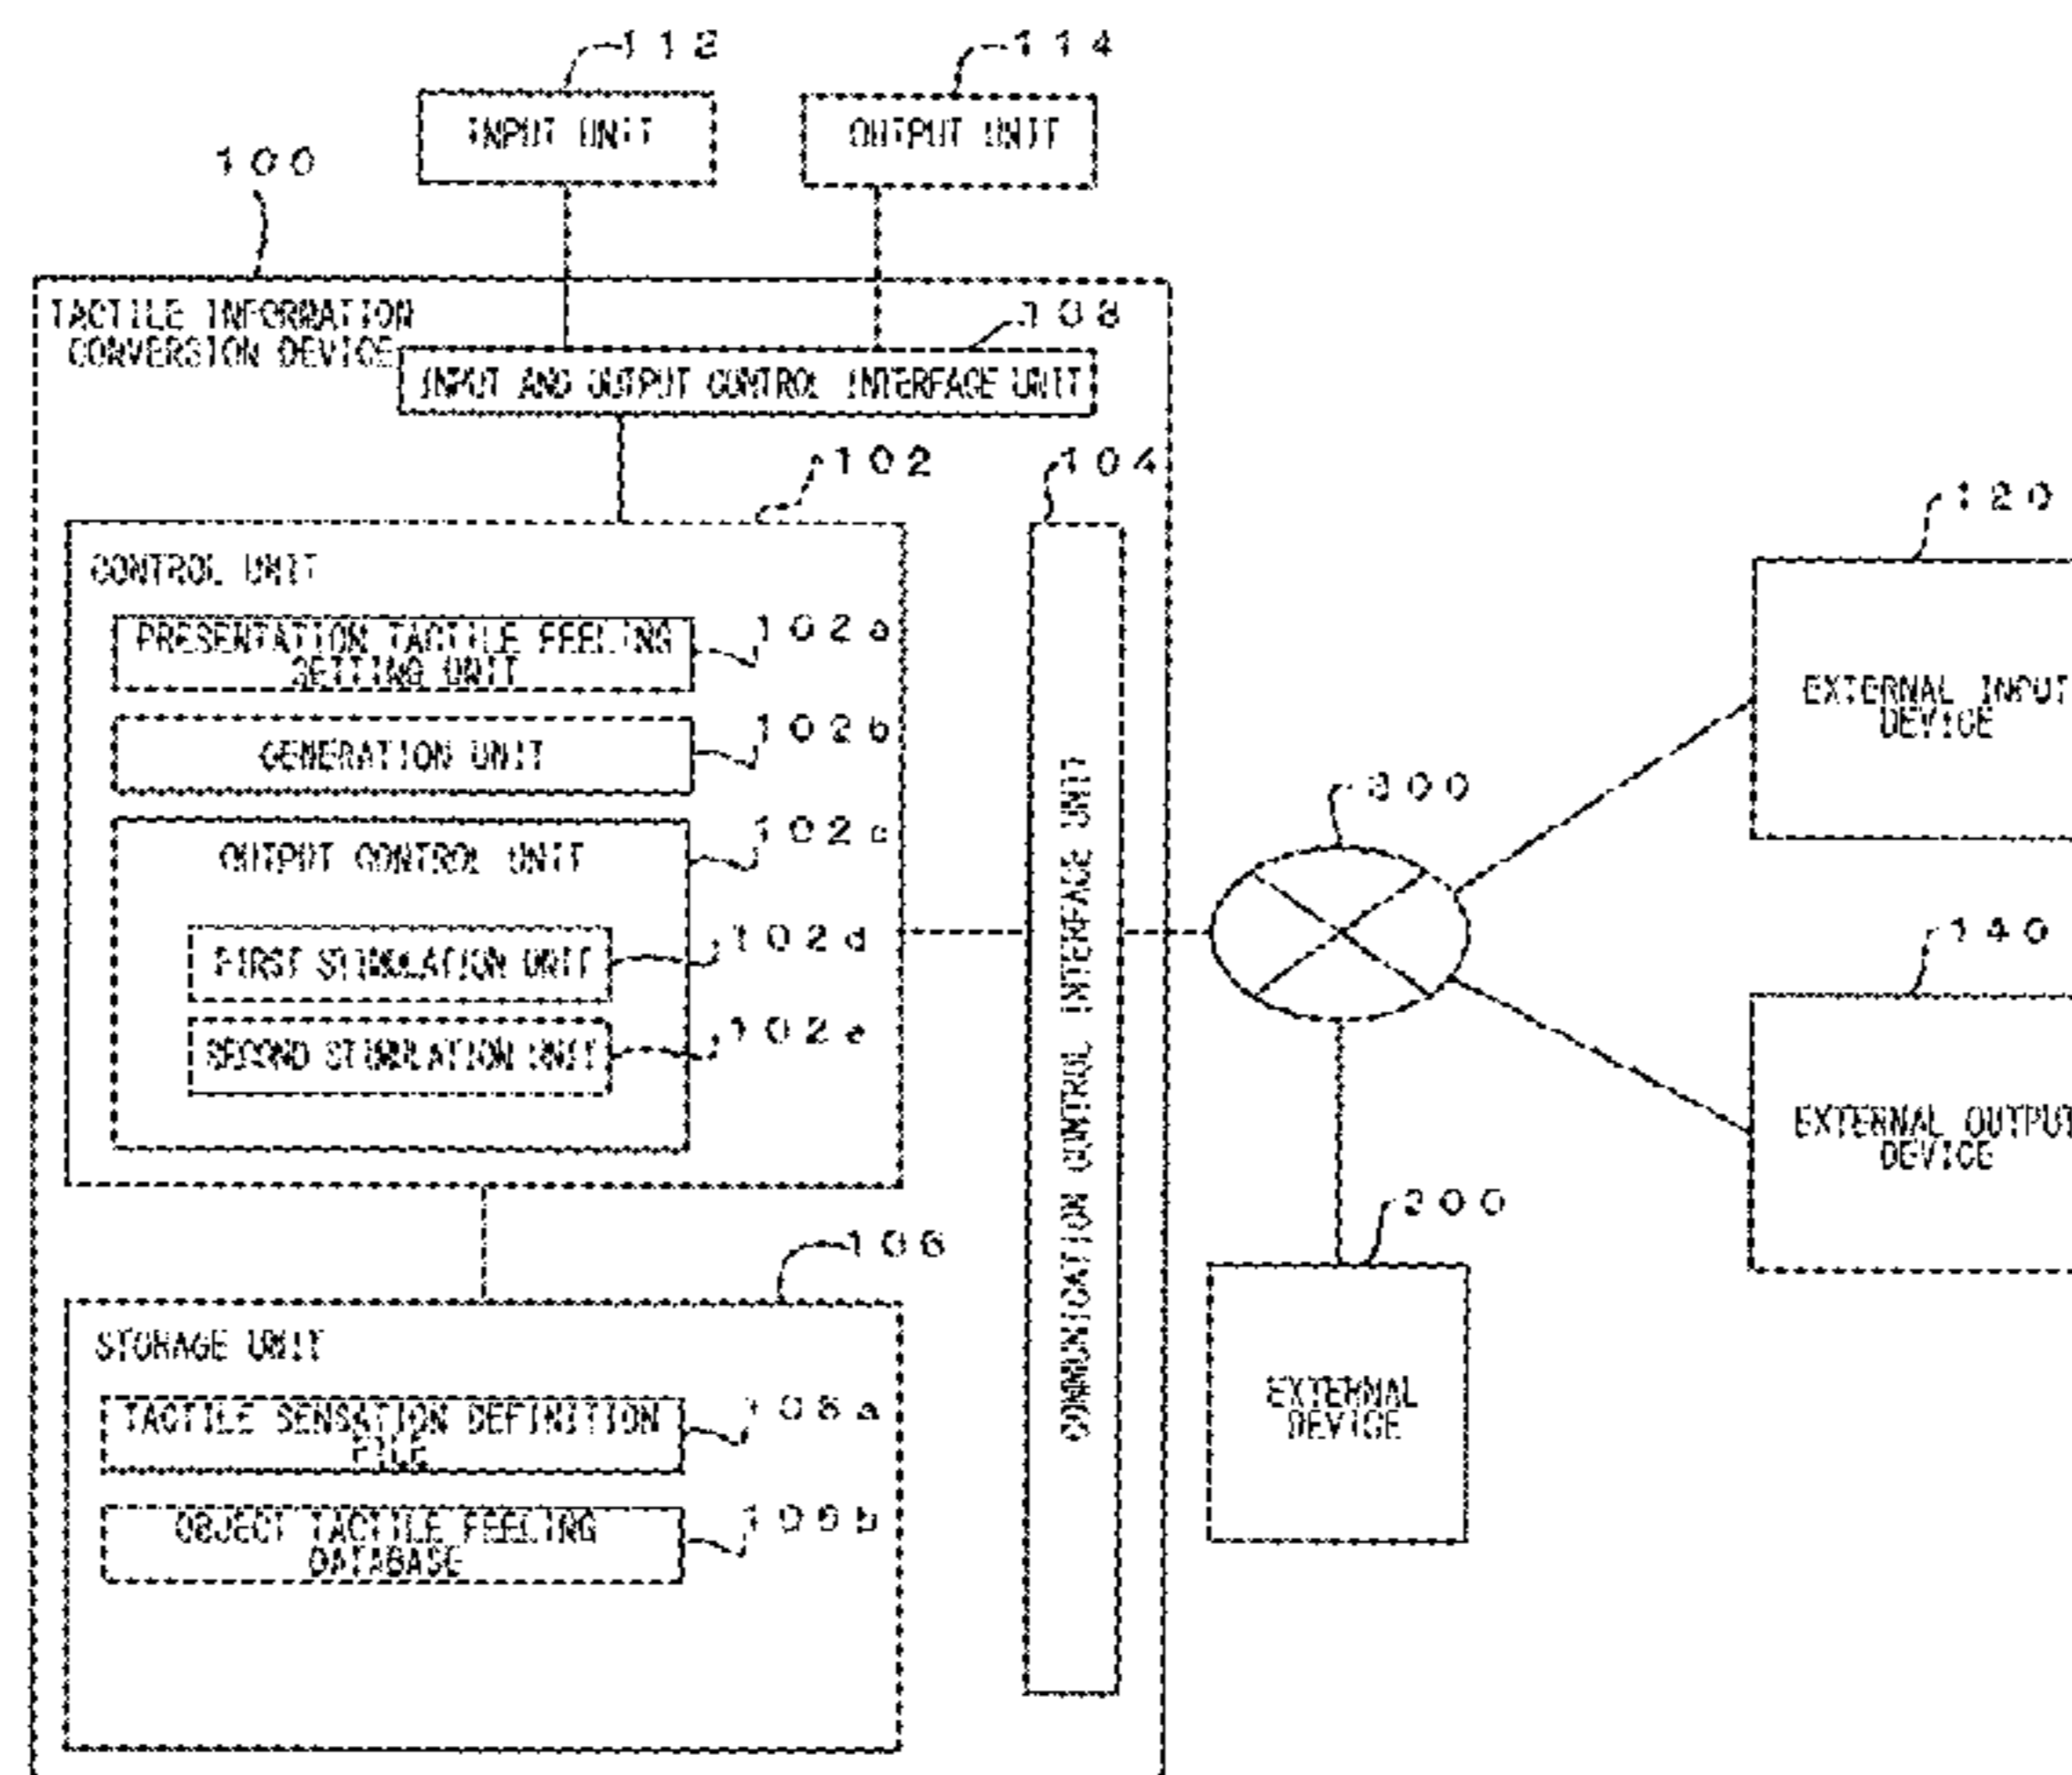 112
114
INPUT UNIT
OUTPUT UNIT
100
TACTILE INFORMATION
CONVERSION DEVICE
108
INPUT AND OUTPUT CONTROL INTERFACE UNIT
102
104
120
CONTROL UNIT
PRESENTATION TACTILE FEELING
SETTING UNIT
102a
GENERATION UNIT
102b
OUTPUT CONTROL UNIT
102c
FIRST STIMULATION UNIT
102d
SECOND STIMULATION UNIT
102e
COMMUNICATION CONTROL INTERFACE UNIT
300
EXTERNAL INPUT
DEVICE
140
EXTERNAL OUTPUT
DEVICE
200
EXTERNAL
DEVICE
106
STORAGE UNIT
TACTILE SENSATION DEFINITION
FILE
106a
OBJECT TACTILE FEELING
DATABASE
106b